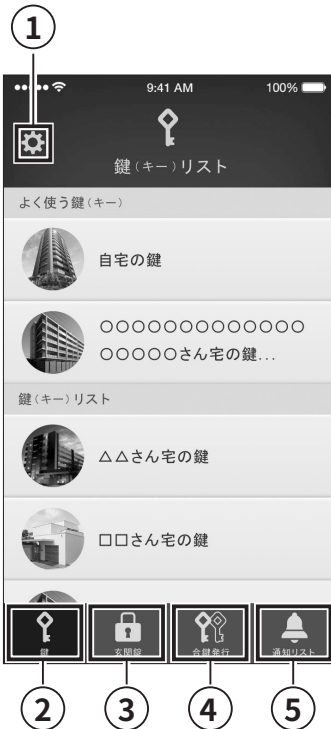 1
9:41 AM 100%
鍵(キー)リスト
よく使う鍵(キー)
自宅の鍵
○○○○○○○○○○○○○
○○○○○さん宅の鍵...
鍵(キー)リスト
△△さん宅の鍵
□□さん宅の鍵
鍵 玄関錠 合鍵発行 通知リスト
2 3 4 5